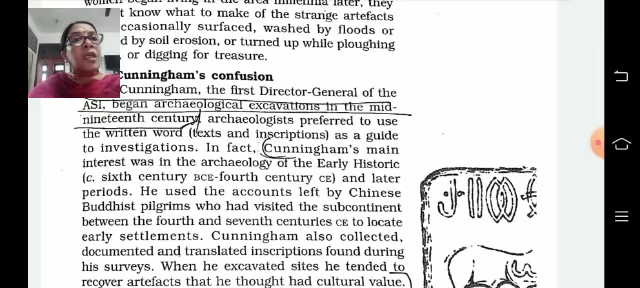 women began living in the area millennia later, they
t know what to make of the strange artefacts
ccasionally surfaced, washed by floods or
d by soil erosion, or turned up while ploughing
, or digging for treasure.
Cunningham's confusion
Cunningham, the first Director-General of the
ASI, began archaeological excavations in the mid-
nineteenth century, archaeologists preferred to use
the written word (texts and inscriptions) as a guide
to investigations. In fact, Cunningham's main
interest was in the archaeology of the Early Historic
(c. sixth century BCE-fourth century CE) and later
periods. He used the accounts left by Chinese
Buddhist pilgrims who had visited the subcontinent
between the fourth and seventh centuries CE to locate
early settlements. Cunningham also collected,
documented and translated inscriptions found during
his surveys. When he excavated sites he tended to
recover artefacts that he thought had cultural value.